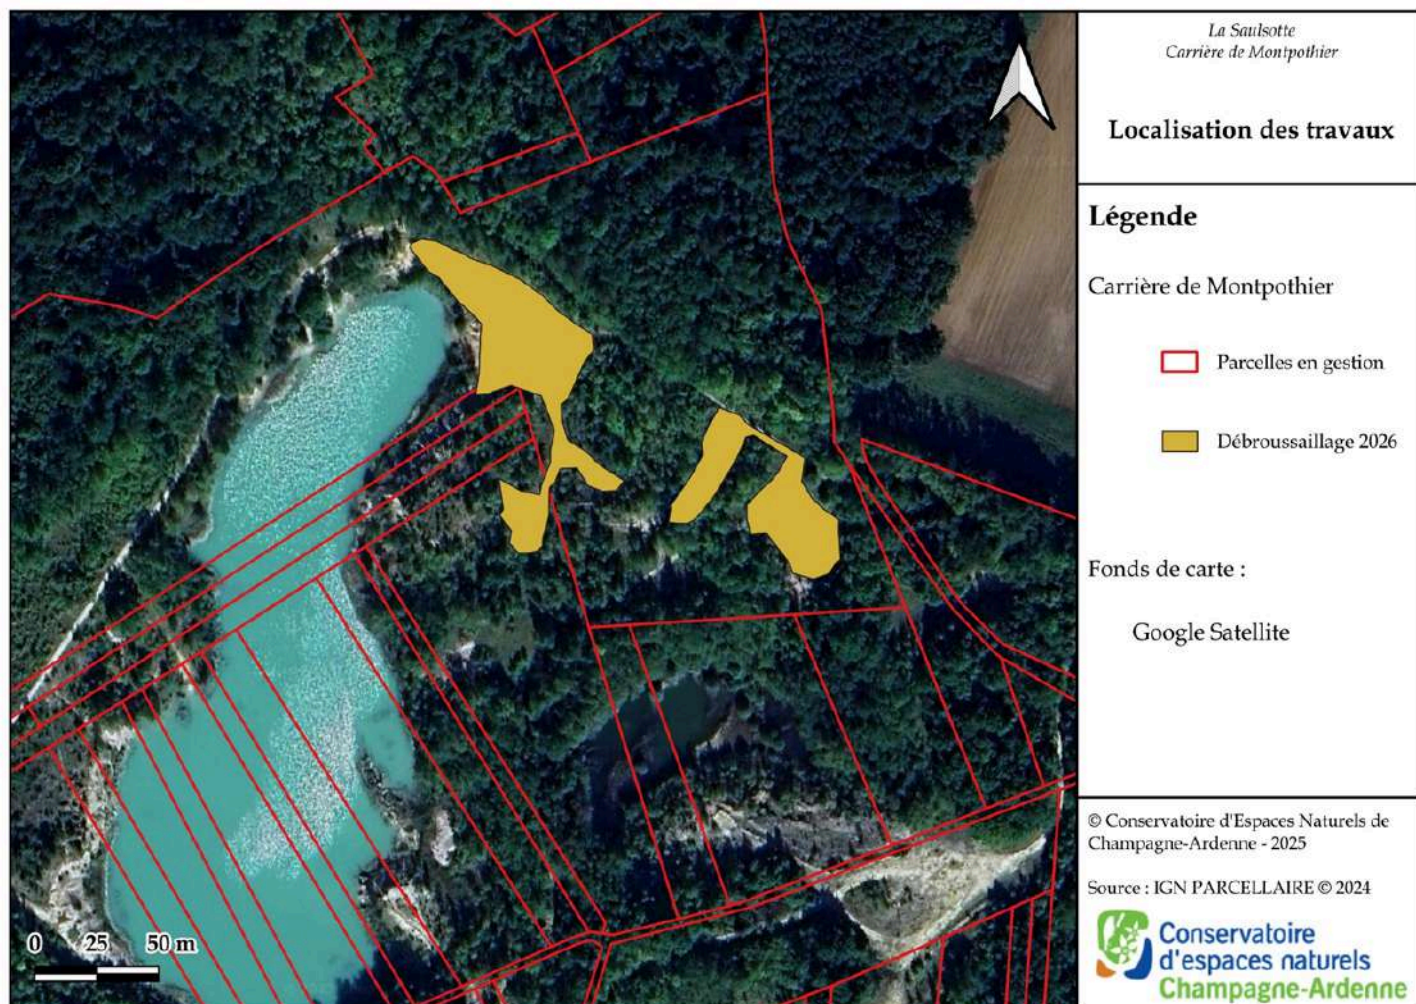 La Saulsotte
Carrière de Montpothier
Localisation des travaux
Légende
Carrière de Montpothier
Parcelles en gestion
Débroussaillage 2026
Fonds de carte :
Google Satellite
© Conservatoire d'Espaces Naturels de
Champagne-Ardenne - 2025
Source : IGN PARCELLAIRE © 2024
Conservatoire
d'espaces naturels
Champagne-Ardenne
0 25 50 m